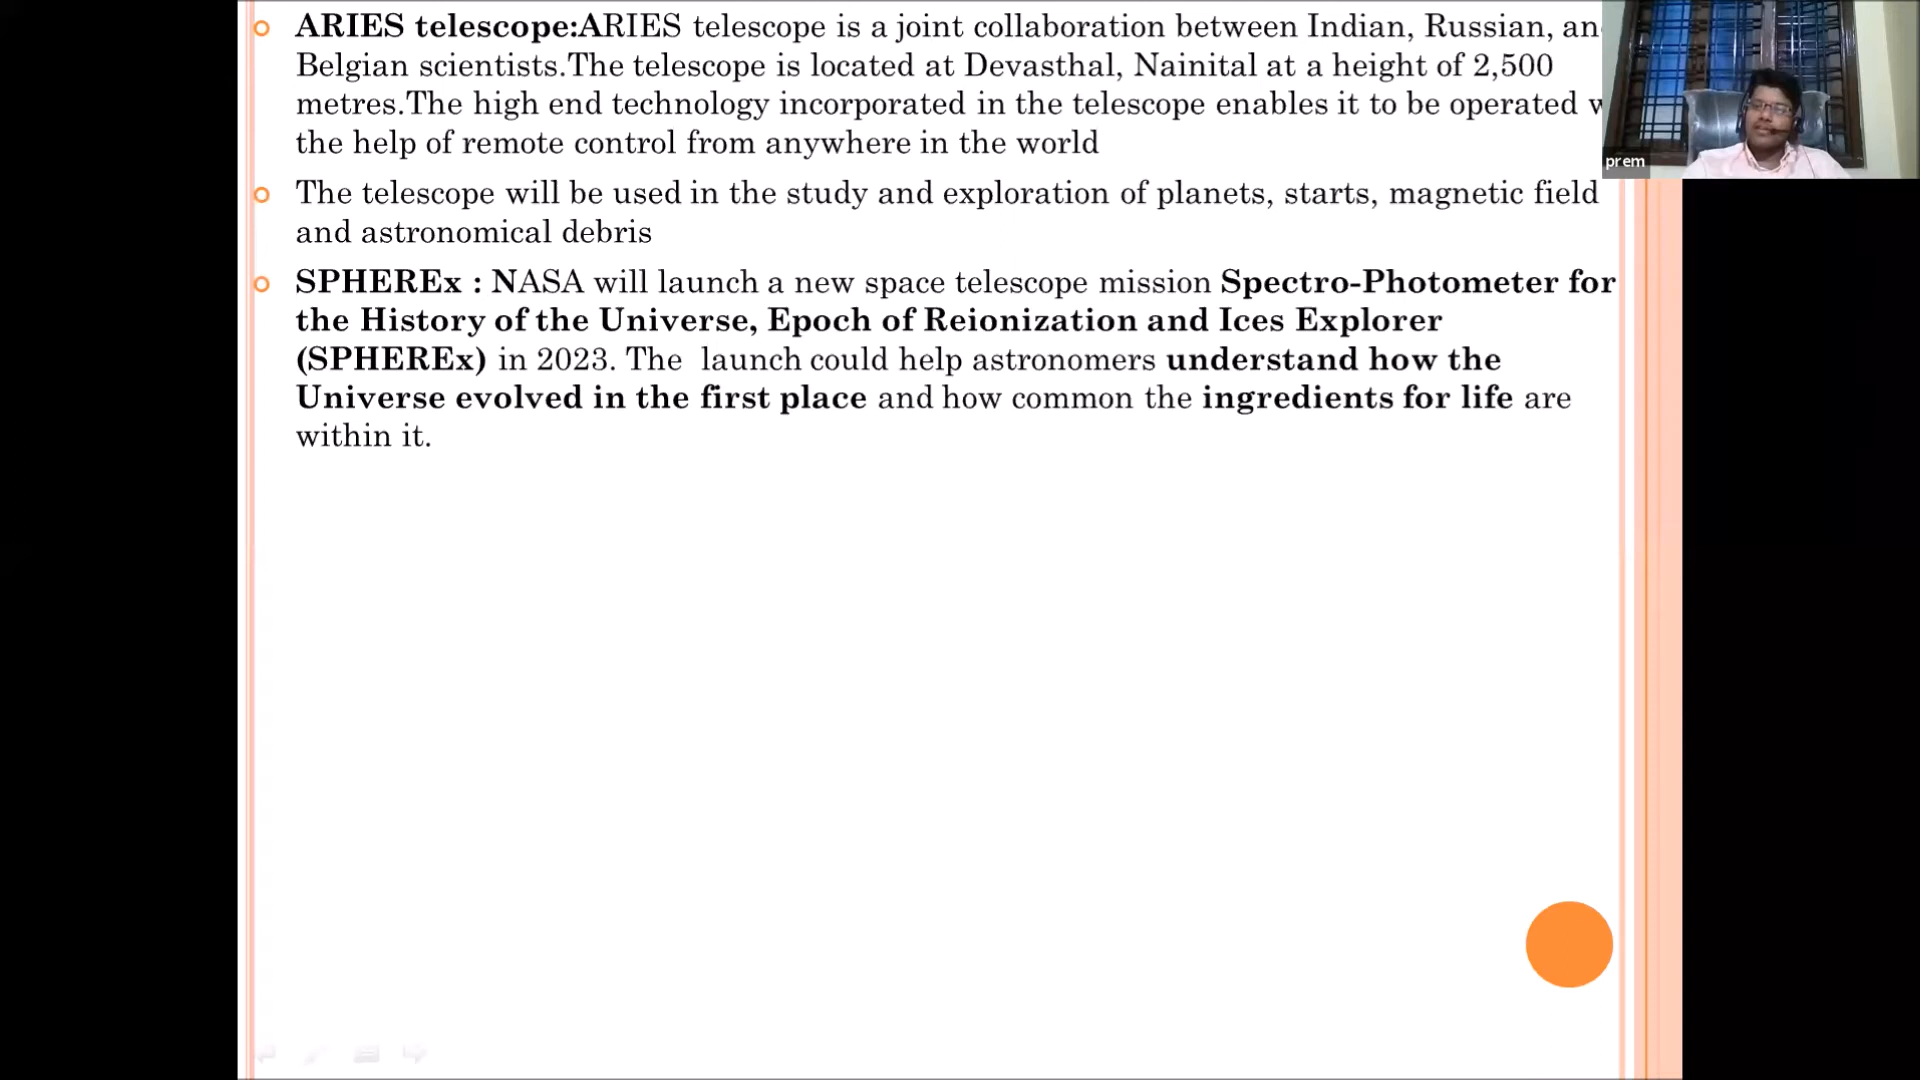 ARIES telescope:ARIES telescope is a joint collaboration between Indian, Russian,
Belgian scientists.The telescope is located at Devasthal, Nainital at a height of 2,500
metres.The high end technology incorporated in the telescope enables it to be operated
the help of remote control from anywhere in the world
The telescope will be used in the study and exploration of planets, starts, magnetic field
and astronomical debris
SPHEREx : NASA will launch a new space telescope mission Spectro-Photometer for
the History of the Universe, Epoch of Reionization and Ices Explorer
(SPHEREx) in 2023. The launch could help astronomers understand how the
Universe evolved in the first place and how common the ingredients for life are
within it.
prem